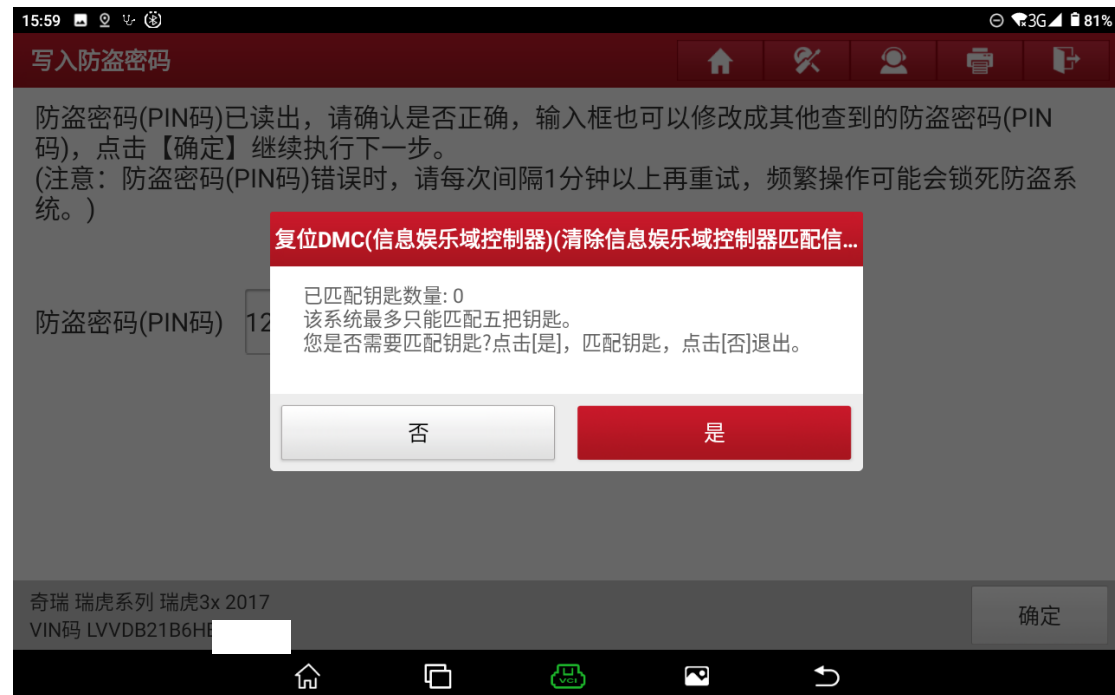 15:59
3G
81%
写入防盗密码
防盗密码(PIN码)已读出，请确认是否正确，输入框也可以修改成其他查到的防盗密码(PIN
码)，点击【确定】继续执行下一步。
(注意：防盗密码(PIN码)错误时，请每次间隔1分钟以上再重试，频繁操作可能会锁死防盗系
统。)
复位DMC(信息娱乐域控制器)(清除信息娱乐域控制器匹配信...
已匹配钥匙数量: 0
该系统最多只能匹配五把钥匙。
您是否需要匹配钥匙?点击[是]，匹配钥匙，点击[否]退出。
防盗密码(PIN码)
12
否
是
奇瑞 瑞虎系列 瑞虎3x 2017
VIN码 LVVDB21B6H
确定
VCI